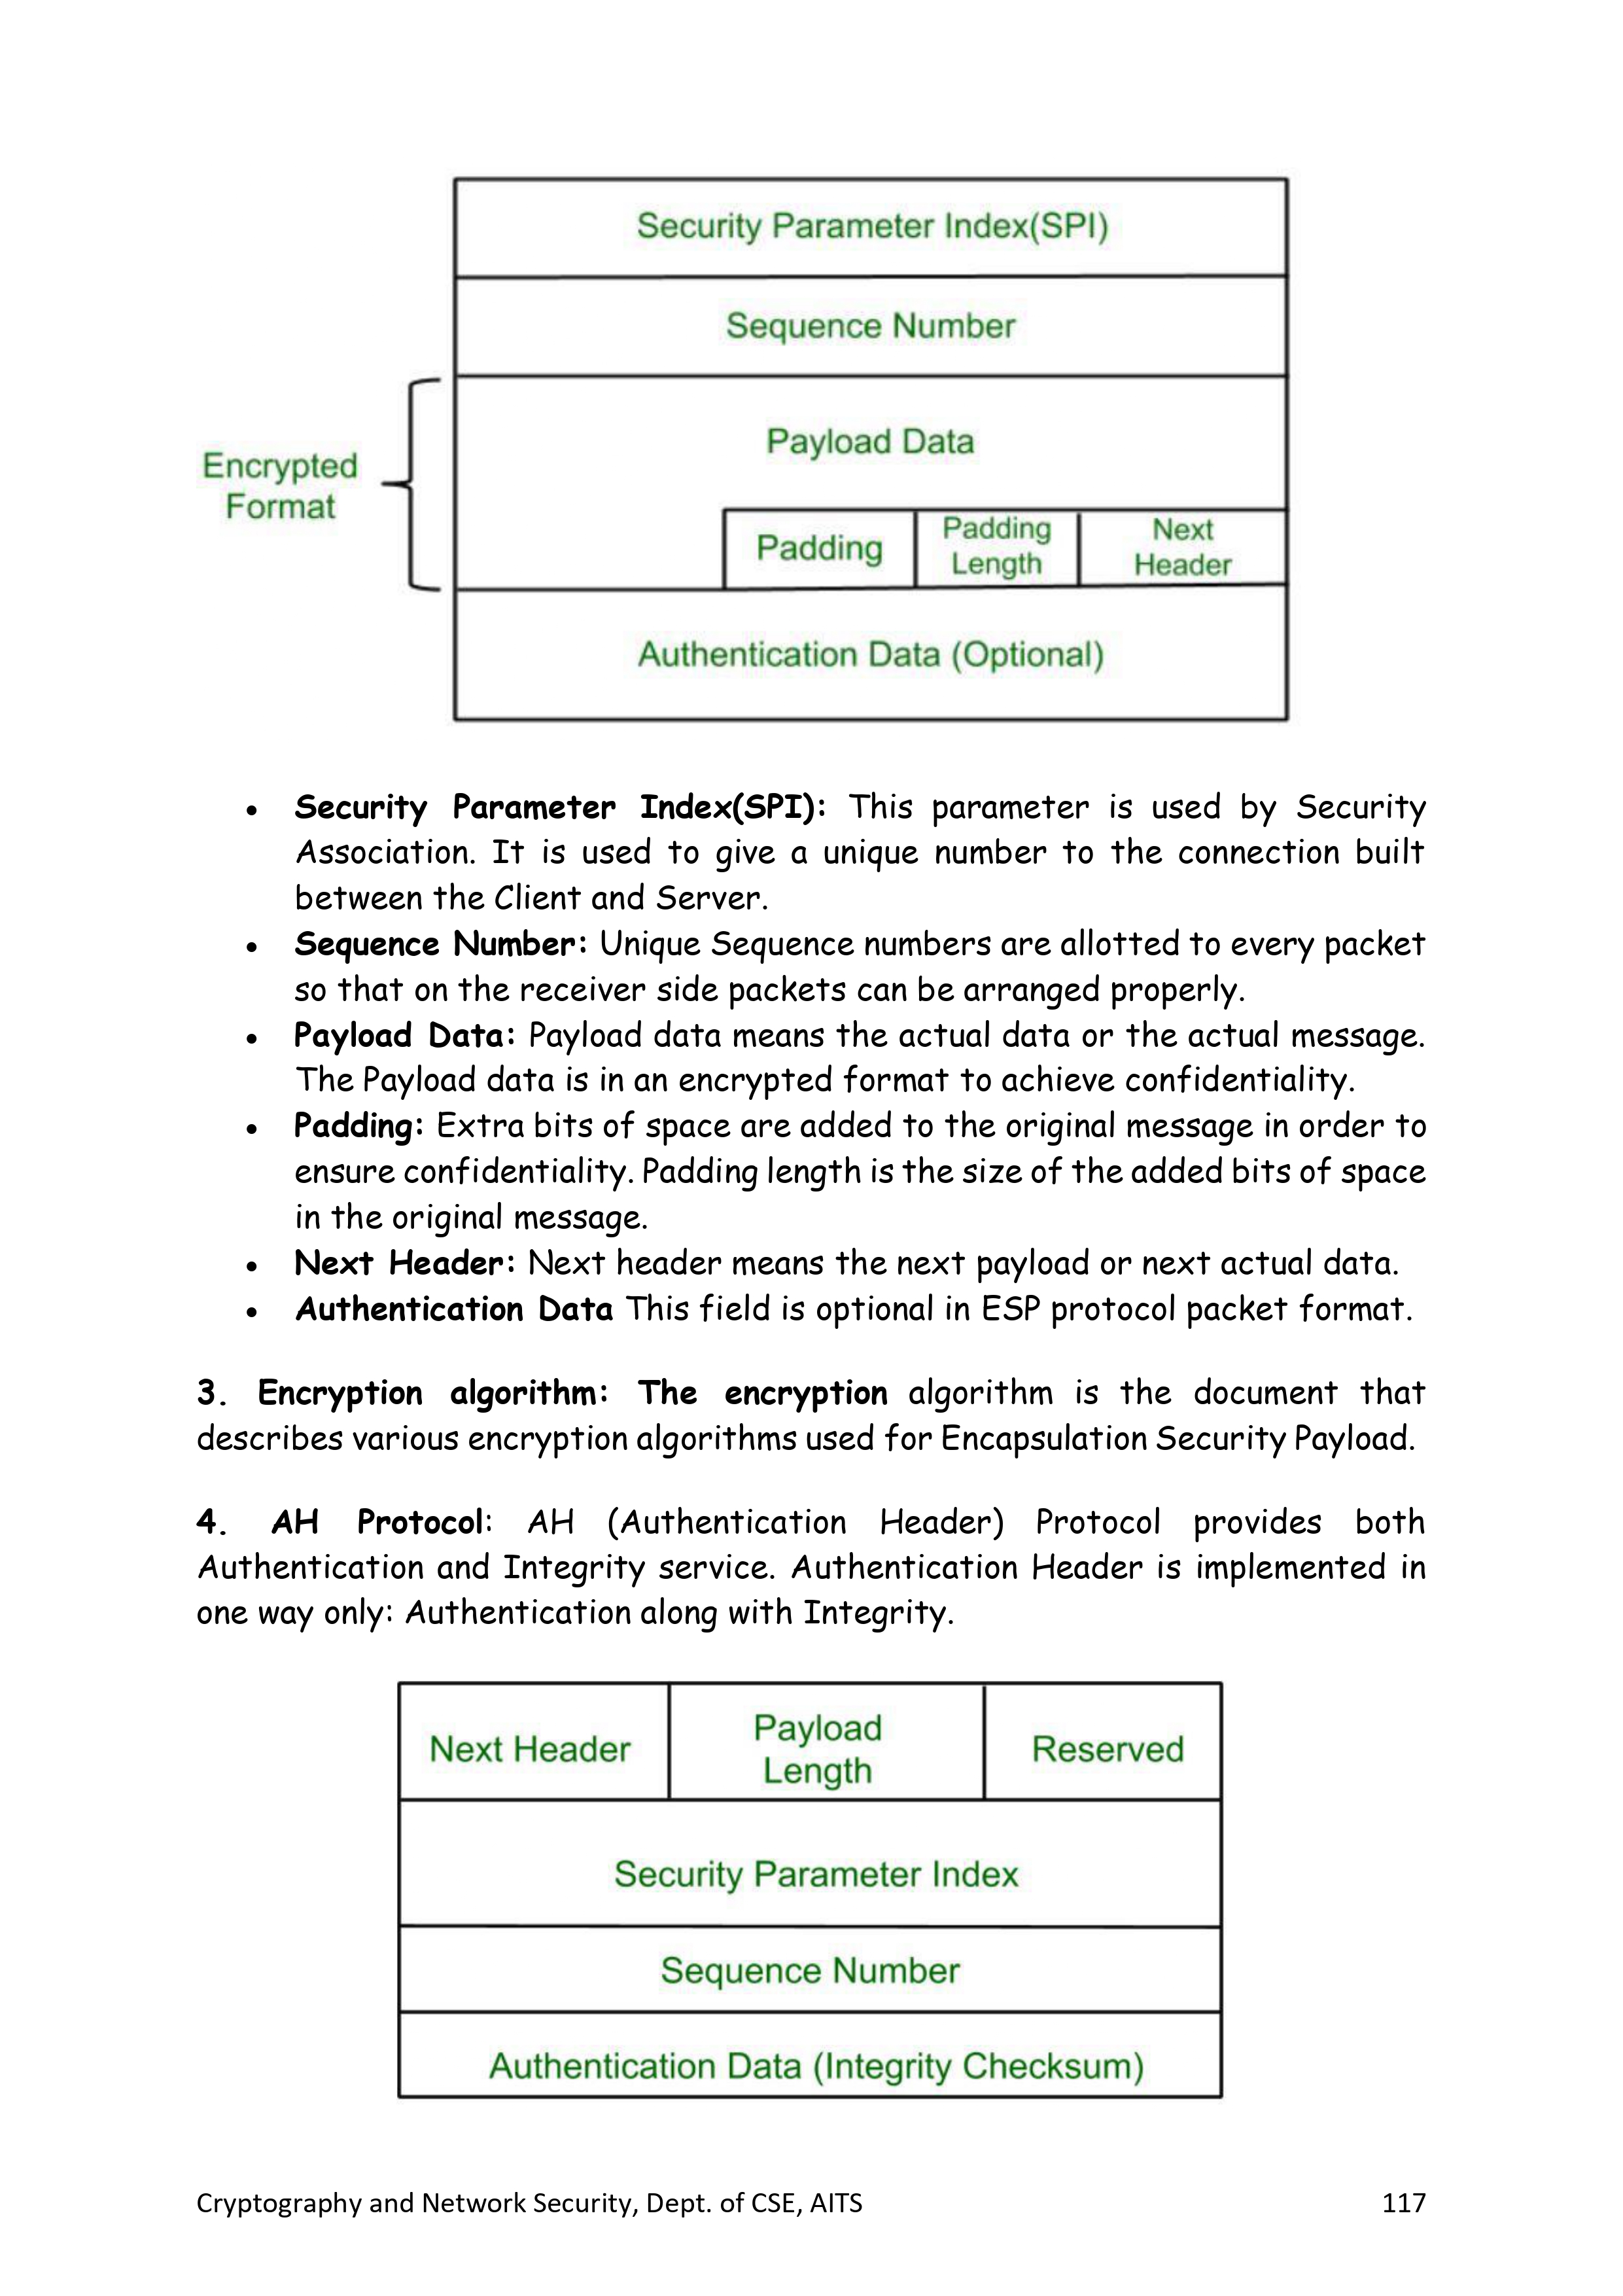 Security Parameter Index(SPI)
Sequence Number
Payload Data
Encrypted
Format
Padding
Padding
Length
Next
Header
Authentication Data (Optional)
• Security Parameter Index(SPI): This parameter is used by Security
Association. It is used to give a unique number to the connection built
between the Client and Server.
• Sequence Number: Unique Sequence numbers are allotted to every packet
so that on the receiver side packets can be arranged properly.
• Payload Data: Payload data means the actual data or the actual message.
The Payload data is in an encrypted format to achieve confidentiality.
• Padding: Extra bits of space are added to the original message in order to
ensure confidentiality. Padding length is the size of the added bits of space
in the original message.
• Next Header: Next header means the next payload or next actual data.
• Authentication Data This field is optional in ESP protocol packet format.
3. Encryption algorithm: The encryption algorithm is the document that
describes various encryption algorithms used for Encapsulation Security Payload.
4. AH Protocol: AH (Authentication Header) Protocol provides both
Authentication and Integrity service. Authentication Header is implemented in
one way only: Authentication along with Integrity.
Next Header
Payload
Length
Reserved
Security Parameter Index
Sequence Number
Authentication Data (Integrity Checksum)
Cryptography and Network Security, Dept. of CSE, AITS 117